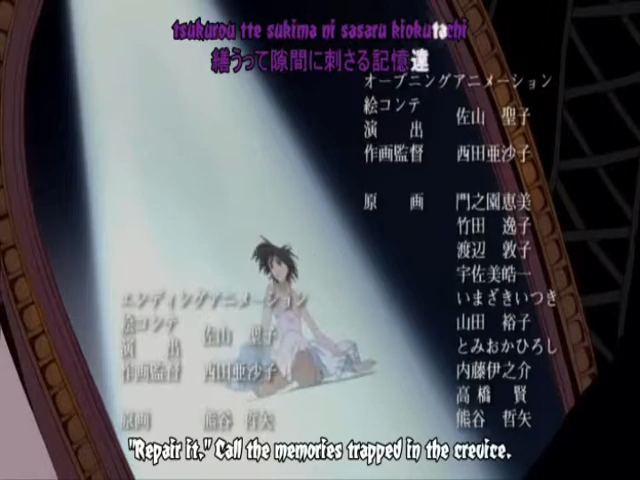 tsukurou tte sukima ni sasaru kiokutachi
繕うって隙間に刺さる記憶達
オープニングアニメーション
絵コンテ
演　出
佐山　聖子
作画監督　西田亜沙子
原　画　門之園恵美
竹田　逸子
渡辺　敦子
宇佐美皓一
いまざきいつき
山田　裕子
とみおかひろし
内藤伊之介
高橋　賢
熊谷　哲矢
エンディングアニメーション
絵コンテ
演　出
佐山　聖子
作画監督　西田亜沙子
原画　熊谷　哲矢
"Repair it," Call the memories trapped in the crevice.